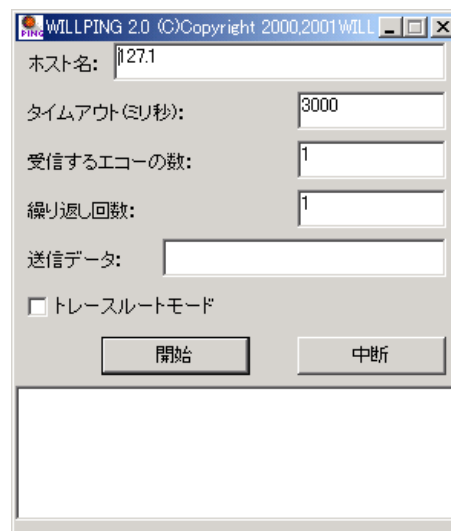 PING WILLPING 2.0 (C)Copyright 2000,2001WILL
ホスト名: 127.1
タイムアウト(ミリ秒): 3000
受信するエコーの数: 1
繰り返し回数: 1
送信データ:
トレースルートモード
開始 中断